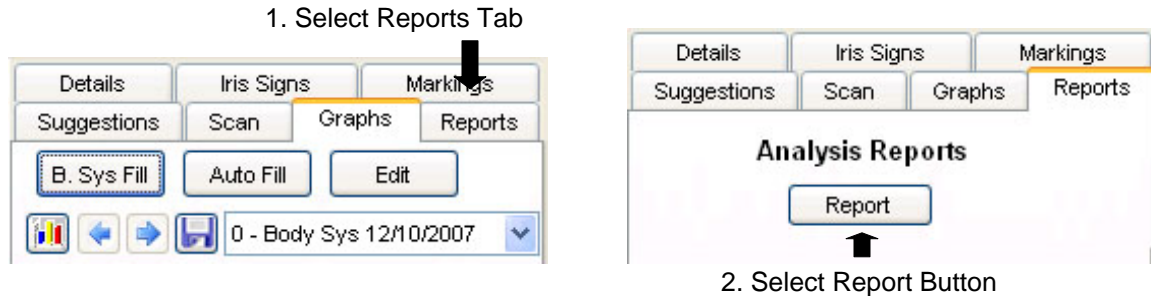 1. Select Reports Tab
Details Iris Signs Markings
Suggestions Scan Graphs Reports
B. Sys Fill Auto Fill Edit
0 - Body Sys 12/10/2007
Details Iris Signs Markings
Suggestions Scan Graphs Reports
Analysis Reports
Report
2. Select Report Button